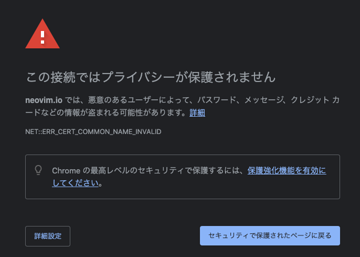 この接続ではプライバシーが保護されません
neovim.io では、悪意のあるユーザーによって、パスワード、メッセージ、クレジット カ
ードなどの情報が盗まれる可能性があります。詳細
NET::ERR_CERT_COMMON_NAME_INVALID
Chrome の最高レベルのセキュリティで保護するには、保護強化機能を有効に
してください。
詳細設定
セキュリティで保護されたページに戻る